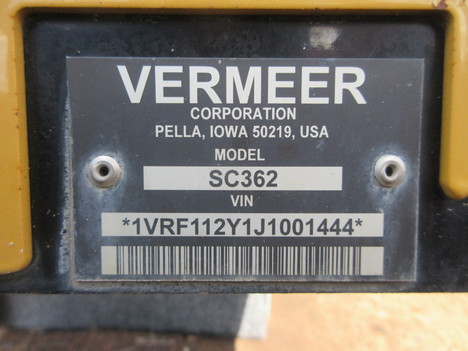 VERMEER
CORPORATION
PELLA, IOWA 50219, USA
MODEL
SC362
VIN
*1VRF112Y1J1001444*